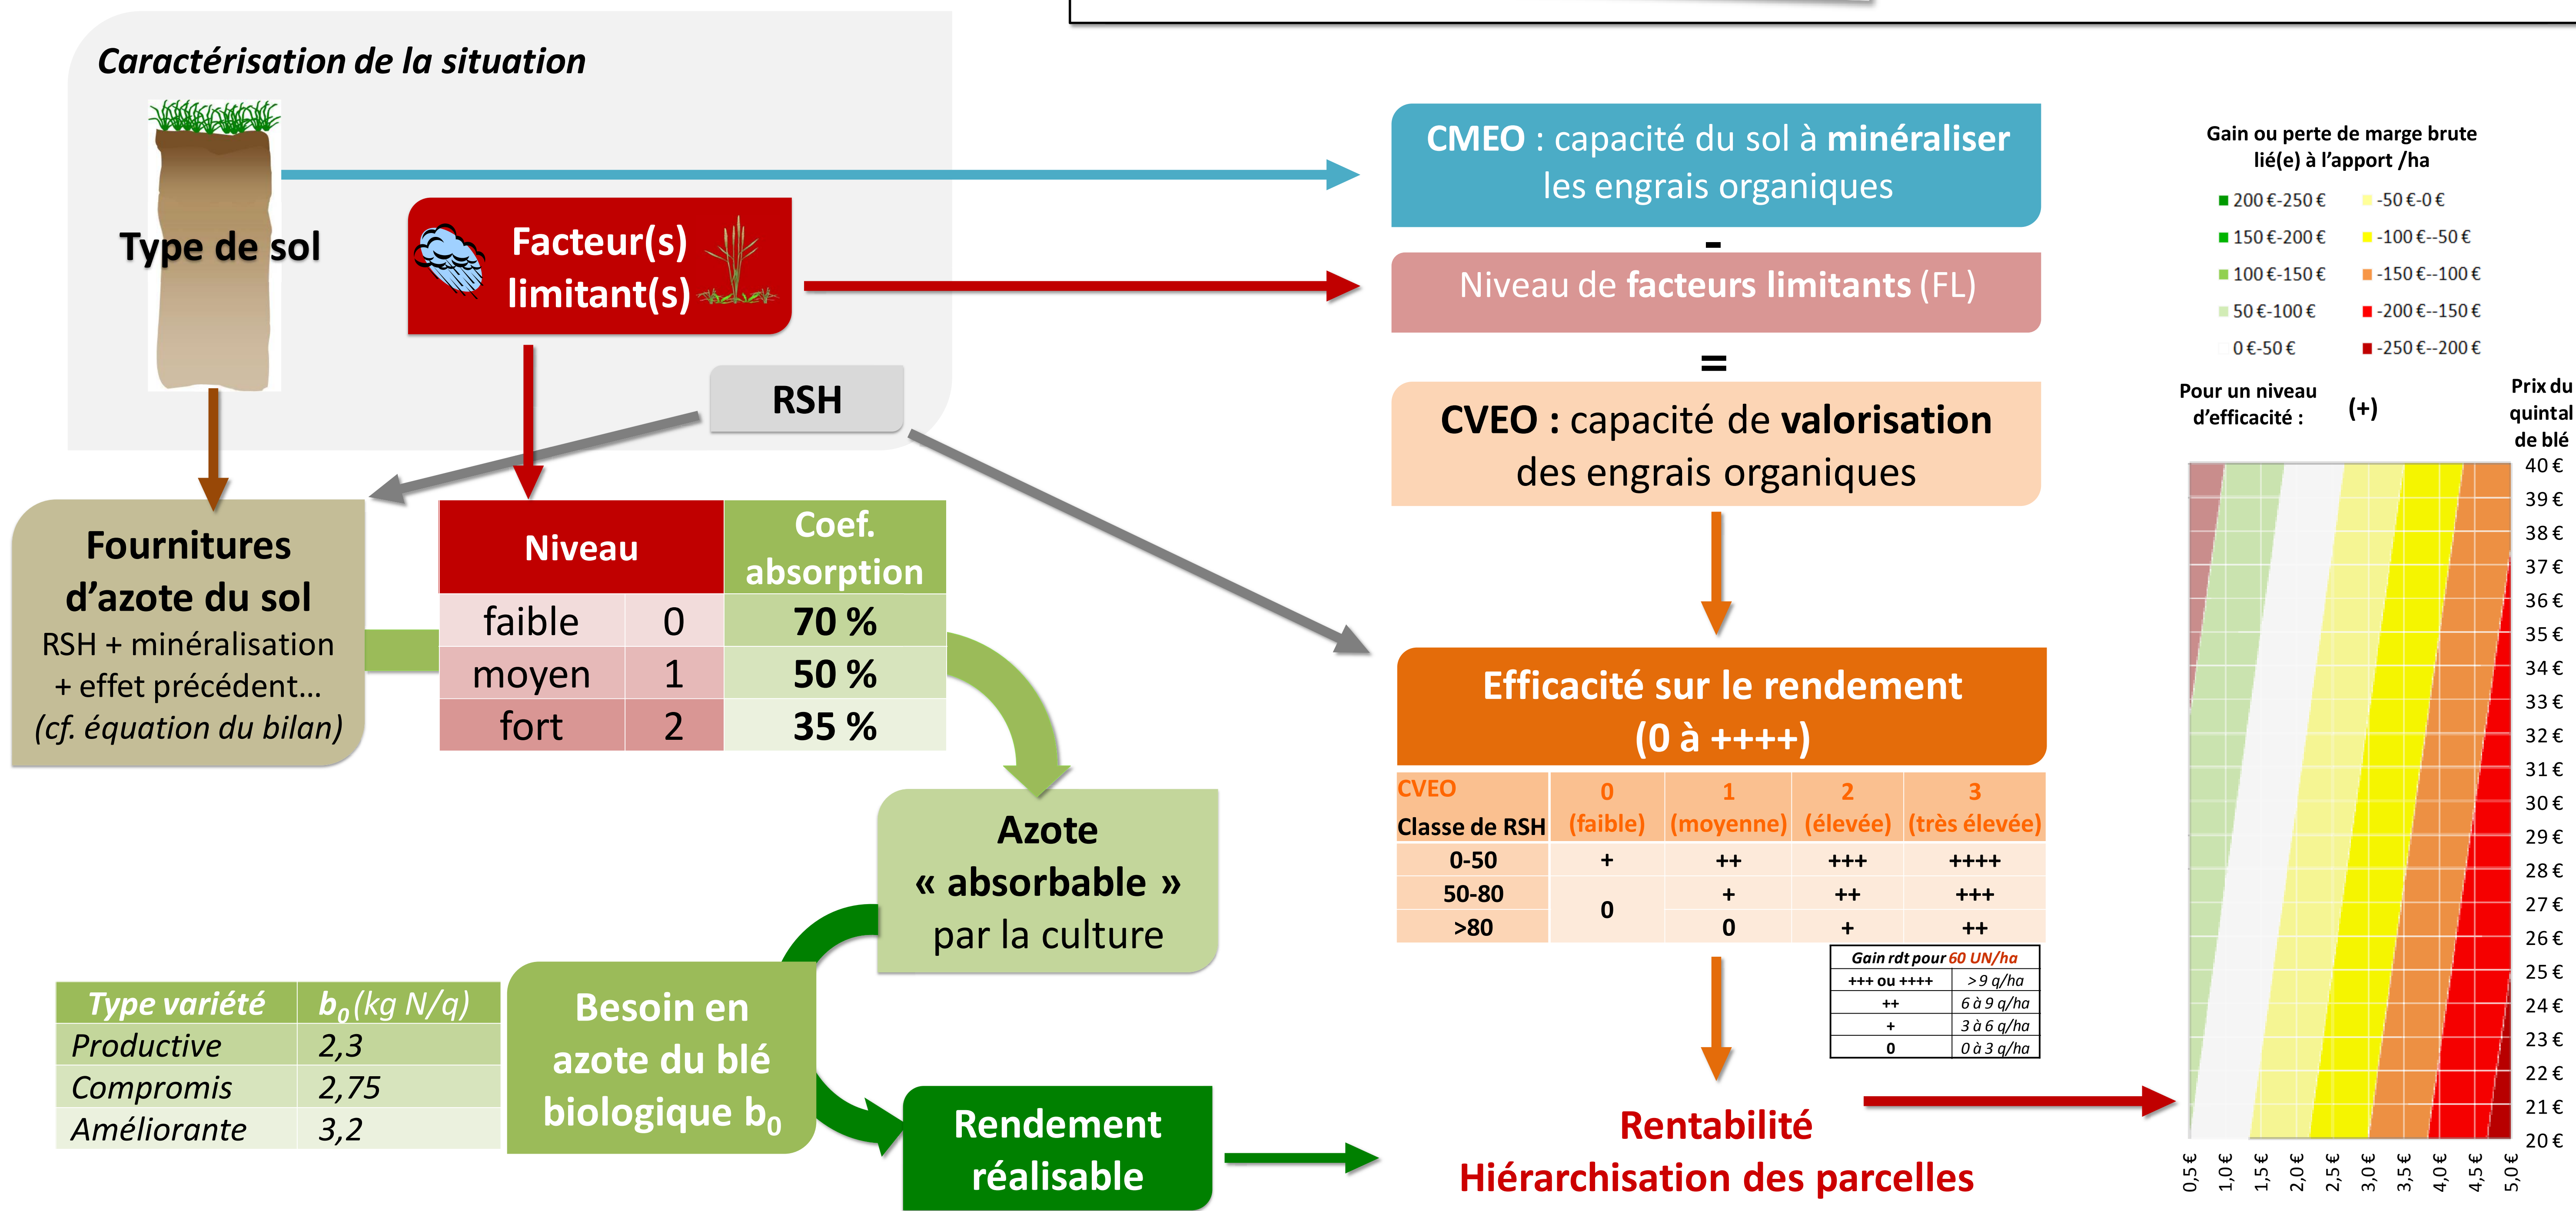 Caractérisation de la situation
Type de sol
Facteur(s)
limitant(s)
RSH
Fournitures
d’azote du sol
RSH + minéralisation
+ effet précédent...
(cf. équation du bilan)
Niveau Coef. absorption
faible 0 70 %
moyen 1 50 %
fort 2 35 %
Azote
« absorbable »
par la culture
Type variété b0 (kg N/q)
Productive 2,3
Compromis 2,75
Améliorante 3,2
Besoin en
azote du blé
biologique b0
Rendement
réalisable
CMEO : capacité du sol à minéraliser
les engrais organiques
-
Niveau de facteurs limitants (FL)
=
CVEO : capacité de valorisation
des engrais organiques
Efficacité sur le rendement
(0 à ++++)
CVEO 0 1 2 3
Classe de RSH (faible) (moyenne) (élevée) (très élevée)
0-50 + ++ +++ ++++
50-80 0 + ++ +++
>80 0 + ++
Gain rdt pour 60 UN/ha
+++ ou ++++ > 9 q/ha
++ 6 à 9 q/ha
+ 3 à 6 q/ha
0 0 à 3 q/ha
Rentabilité
Hiérarchisation des parcelles
Gain ou perte de marge brute
lié(e) à l’apport /ha
200 €-250 € -50 €-0 €
150 €-200 € -100 €--50 €
100 €-150 € -150 €--100 €
50 €-100 € -200 €--150 €
0 €-50 € -250 €--200 €
Pour un niveau
d’efficacité :
(+)
Prix du
quintal
de blé
40 €
39 €
38 €
37 €
36 €
35 €
34 €
33 €
32 €
31 €
30 €
29 €
28 €
27 €
26 €
25 €
24 €
23 €
22 €
21 €
20 €
0,5 € 1,0 € 1,5 € 2,0 € 2,5 € 3,0 € 3,5 € 4,0 € 4,5 € 5,0 €